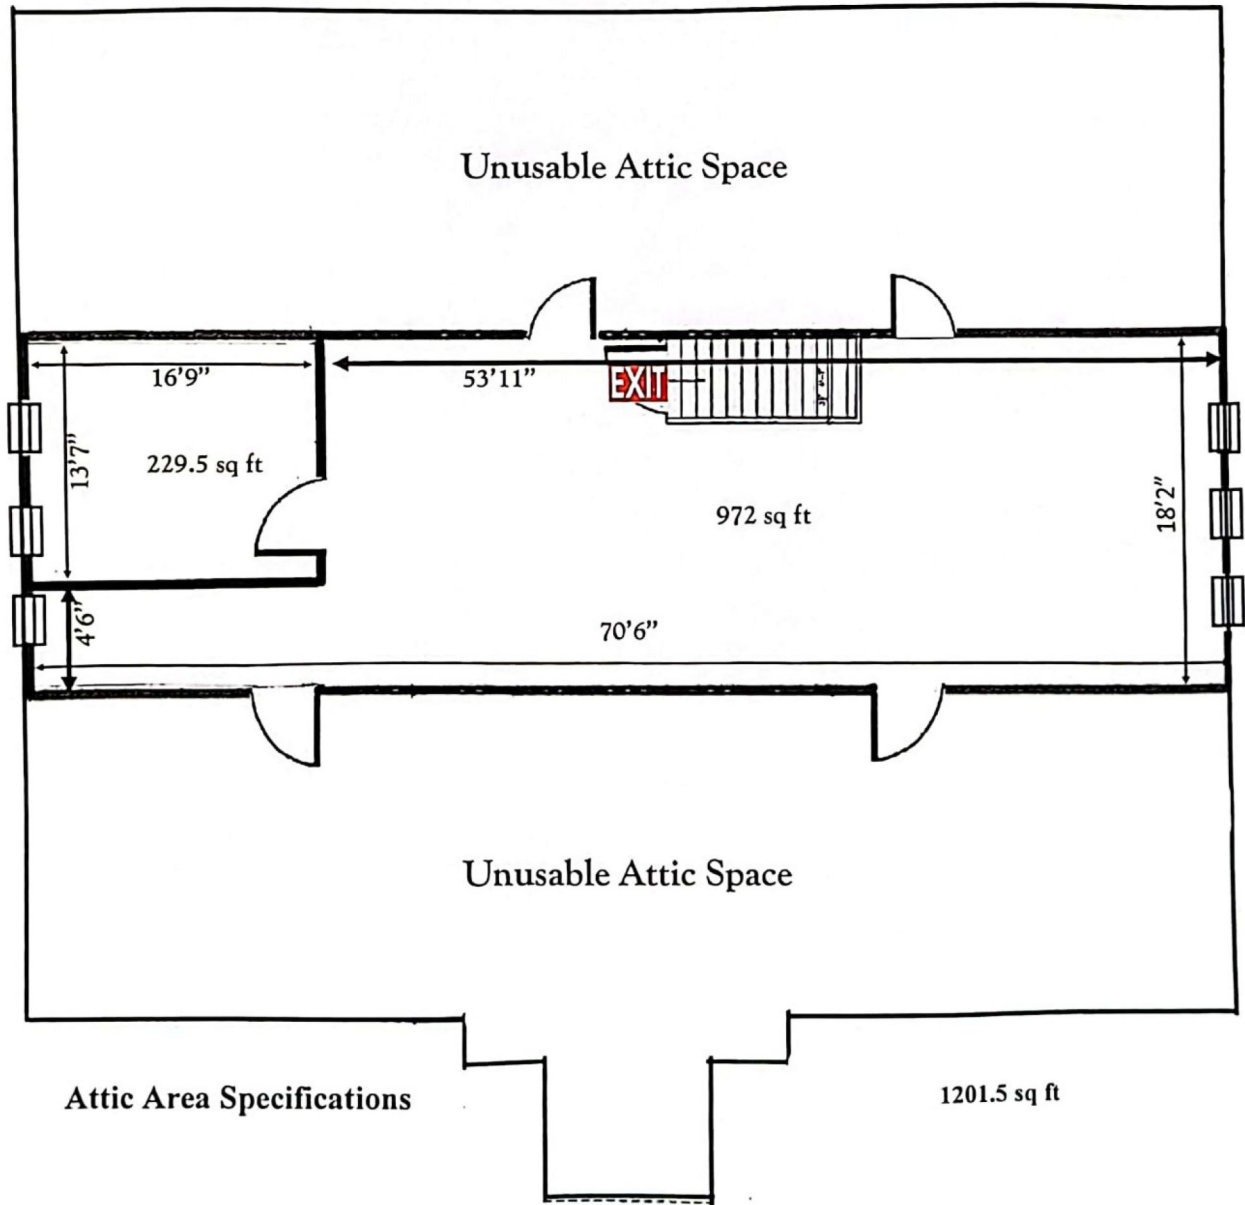 Unusable Attic Space
16'9"
53'11"
EXIT
13'7"
229.5 sq ft
972 sq ft
18'2"
4'6"
70'6"
Unusable Attic Space
Attic Area Specifications
1201.5 sq ft